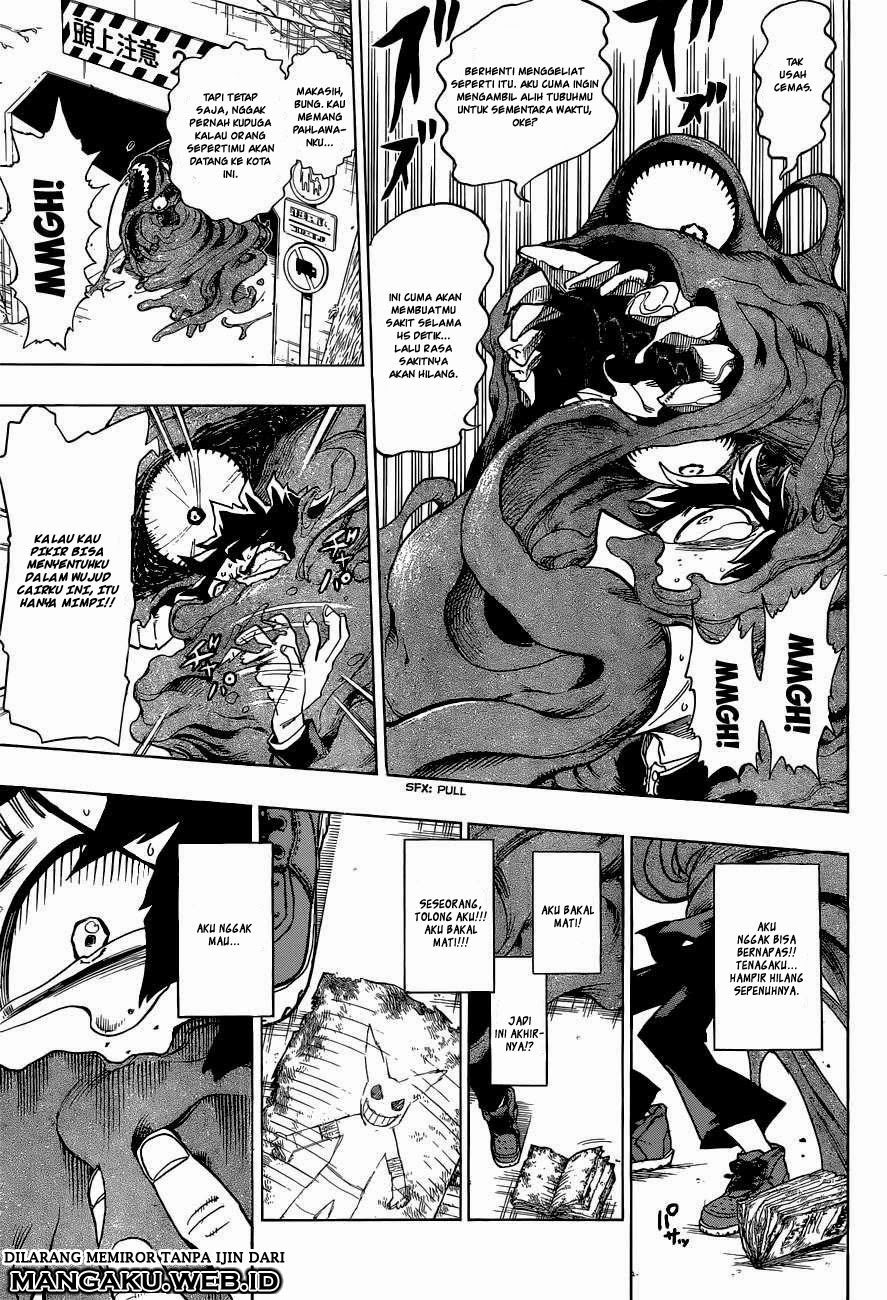 TAK
USAH
CEMAS.
BERHENTI MENGGELIAT
SEPERTI ITU. AKU CUMA INGIN
MENGAMBIL ALIH TUBUHMU
UNTUK SEMENTARA WAKTU,
OKE?
INI CUMA AKAN
MEMBUATMU
SAKIT SELAMA
45 DETIK...
LALU RASA
SAKITNYA
AKAN HILANG.
MMGH!
MMGH!
SFX: PULL
頭上注意 2
MAKASIH,
BUNG. KAU
MEMANG
PAHLAWA-
NKU...
TAPI TETAP
SAJA, NGGAK
PERNAH KUDUGA
KALAU ORANG
SEPERTIMU AKAN
DATANG KE KOTA
INI.
MMGH!
KALAU KAU
PIKIR BISA
MENYENTUHKU
DALAM WUJUD
CAIRKU INI, ITU
HANYA MIMPI!!
AKU
NGGAK BISA
BERNAPAS!!
TENAGAKU...
HAMPIR HILANG
SEPENUHNYA.
AKU BAKAL
MATI!
JADI
INI AKHIR-
NYA!?
SESEORANG,
TOLONG AKU!!!
AKU BAKAL
MATI!!!
AKU NGGAK
MAU...
DILARANG MEMIROR TANPA IJIN DARI
MANGAKU.WEB.ID